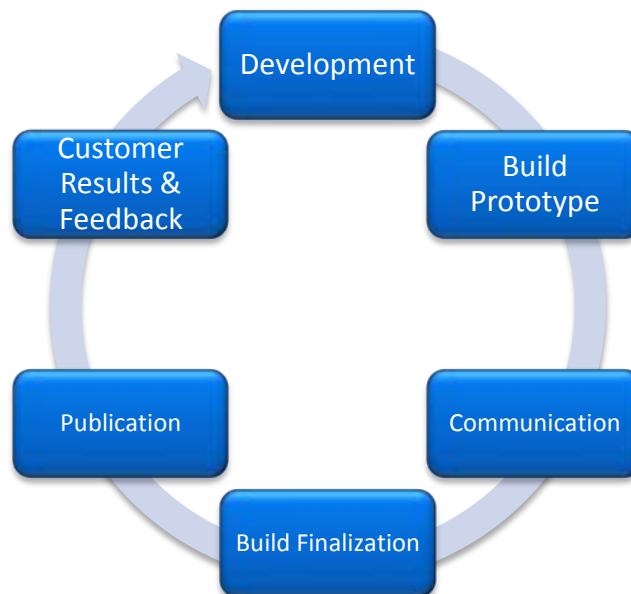 Development
Build
Prototype
Communication
Build Finalization
Publication
Customer
Results &
Feedback